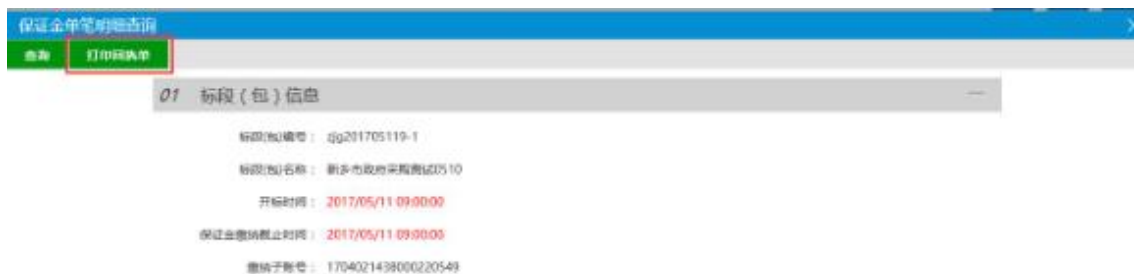 保证金单笔明细查询
查询 打印回执单
01 标段（包）信息
标段(包)编号： zjg201705119-1
标段(包)名称： 新乡市政府采购测试0510
开标时间： 2017/05/11 09:00:00
保证金缴纳截止时间： 2017/05/11 09:00:00
缴纳子账号： 1704021438000220549